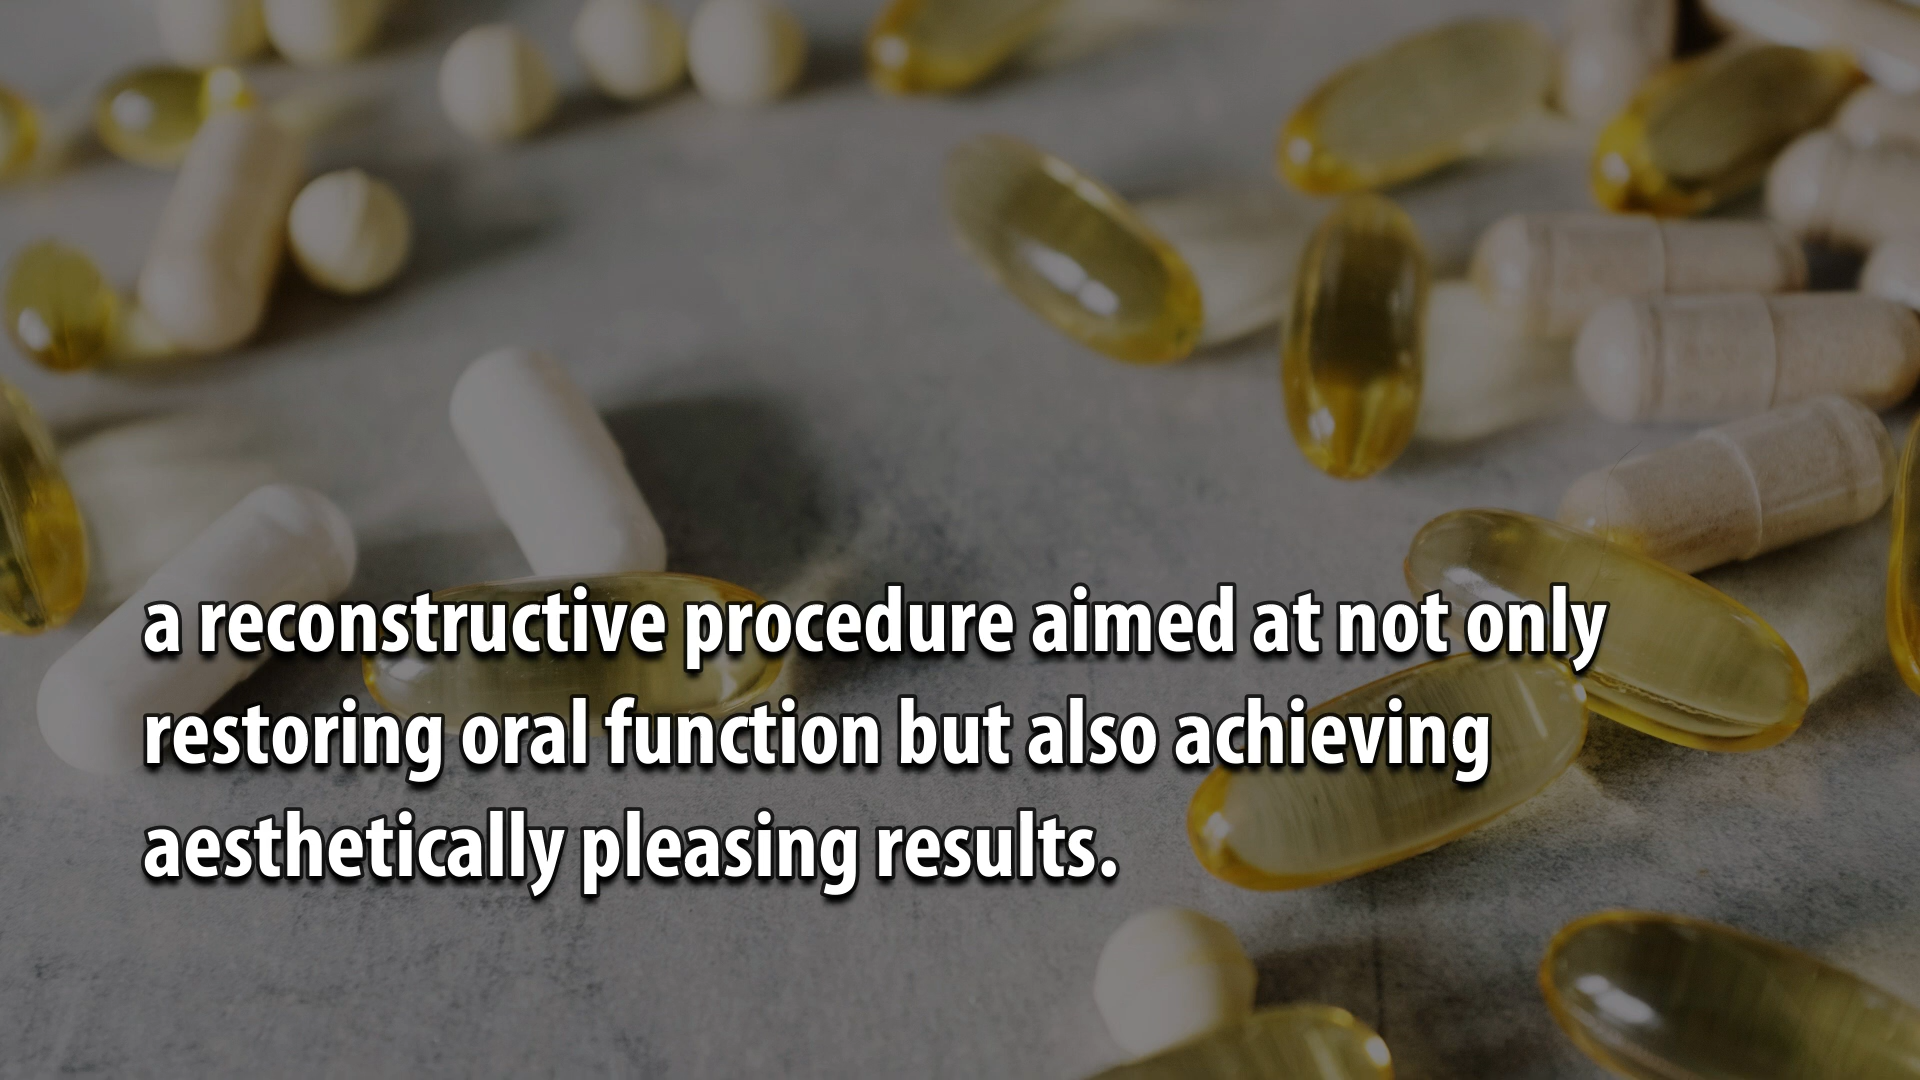 a reconstructive procedure aimed at not only
restoring oral function but also achieving
aesthetically pleasing results.